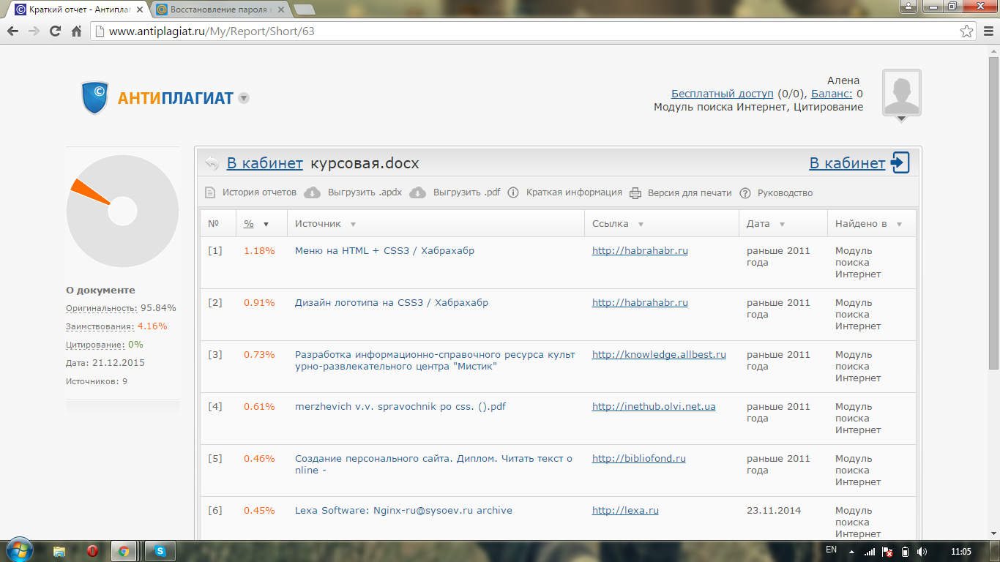 Краткий отчет - Антиплаг
Восстановление пароля
www.antiplagiat.ru/My/Report/Short/63
АНТИПЛАГИАТ
Алена
Бесплатный доступ (0/0), Баланс: 0
Модуль поиска Интернет, Цитирование
В кабинет курсовая.docx
В кабинет
История отчетов Выгрузить .apdx Выгрузить .pdf Краткая информация Версия для печати Руководство
№ % Источник Ссылка Дата Найдено в
[1] 1.18% Меню на HTML + CSS3 / Хабрахабр http://habrahabr.ru раньше 2011 Модуль
года поиска
Интернет
[2] 0.91% Дизайн логотипа на CSS3 / Хабрахабр http://habrahabr.ru раньше 2011 Модуль
года поиска
Интернет
[3] 0.73% Разработка информационно-справочного ресурса культ http://knowledge.allbest.ru раньше 2011 Модуль
урно-развлекательного центра "Мистик" года поиска
Интернет
[4] 0.61% merzhevich v.v. spravochnik po css. ().pdf http://inethub.olvi.net.ua раньше 2011 Модуль
года поиска
Интернет
[5] 0.46% Создание персонального сайта. Диплом. Читать текст o http://bibliofond.ru раньше 2011 Модуль
nline - года поиска
Интернет
[6] 0.45% Lexa Software: Nginx-ru@sysoev.ru archive http://lexa.ru 23.11.2014 Модуль
поиска
Интернет
О документе
Оригинальность: 95.84%
Заимствования: 4.16%
Цитирование: 0%
Дата: 21.12.2015
Источников: 9
EN
11:05